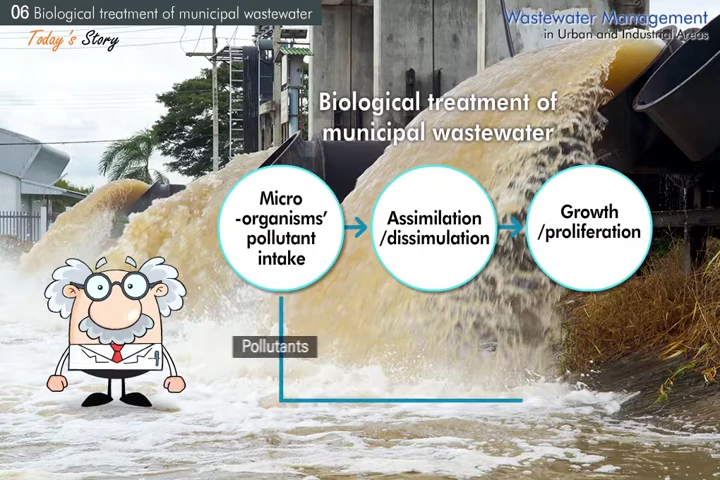 06 Biological treatment of municipal wastewater
Today's Story
Wastewater Management
in Urban and Industrial Areas
Biological treatment of
municipal wastewater
Micro
-organisms'
pollutant
intake
Assimilation
/dissimulation
Growth
/proliferation
Pollutants